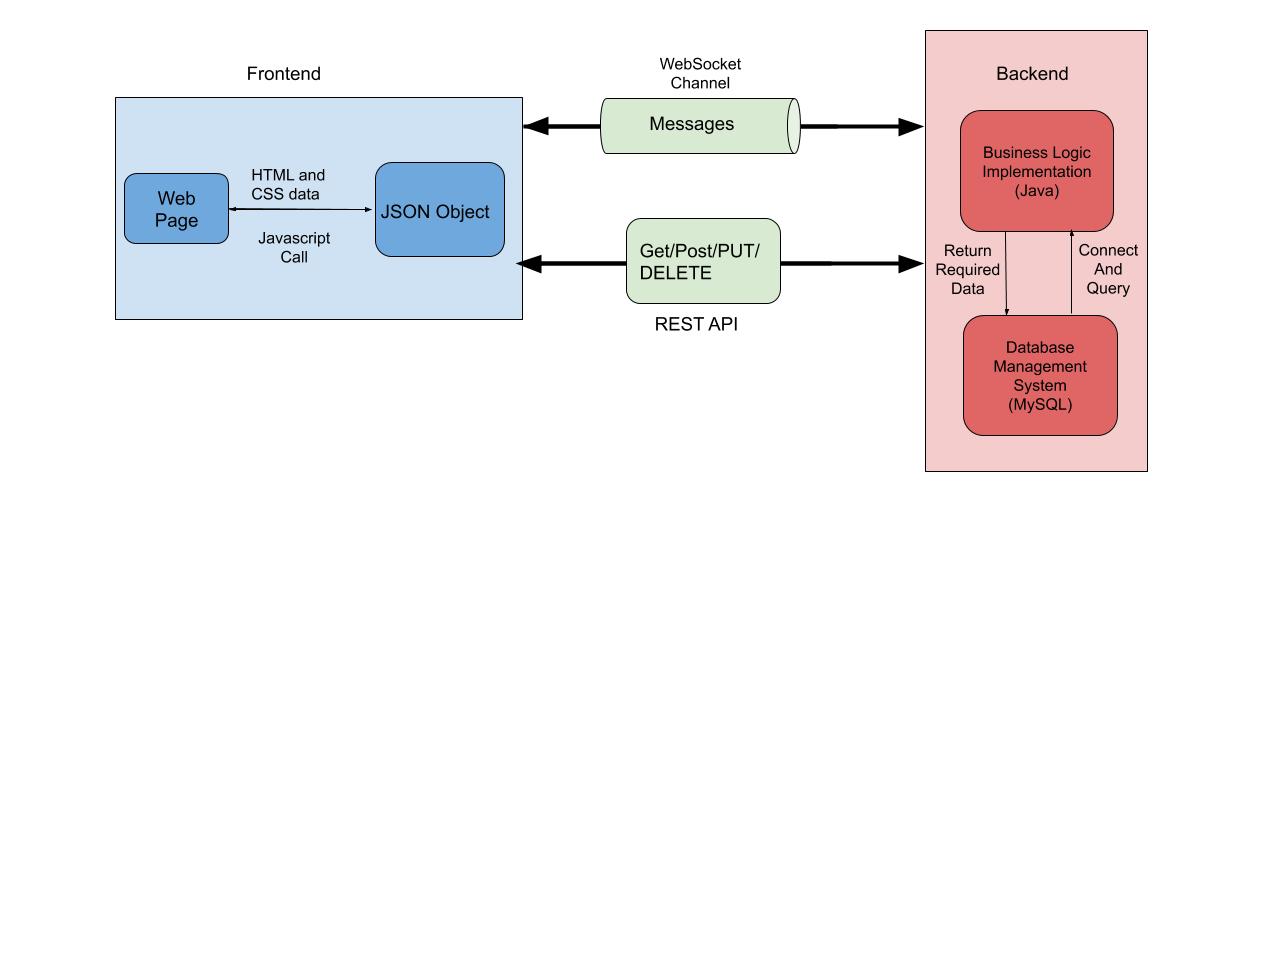 Frontend
Web
Page
HTML and
CSS data
Javascript
Call
JSON Object
WebSocket
Channel
Messages
Get/Post/PUT/
DELETE
REST API
Backend
Business Logic
Implementation
(Java)
Return
Required
Data
Connect
And
Query
Database
Management
System
(MySQL)